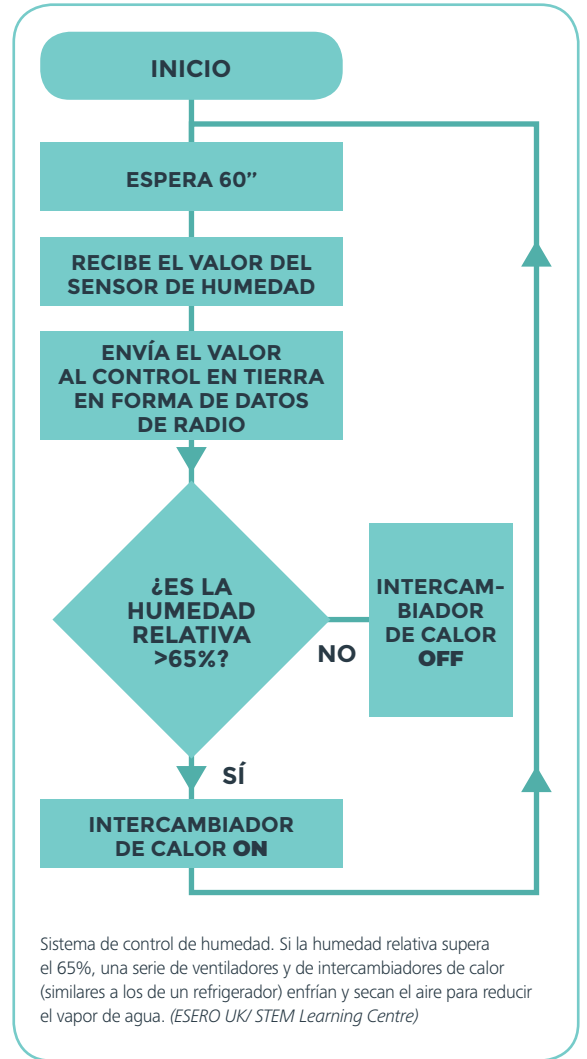 INICIO
ESPERA 60’’
RECIBE EL VALOR DEL
SENSOR DE HUMEDAD
ENVÍA EL VALOR
AL CONTROL EN TIERRA
EN FORMA DE DATOS
DE RADIO
¿ES LA
HUMEDAD
RELATIVA
>65%?
NO
INTERCAM-
BIADOR
DE CALOR
OFF
SÍ
INTERCAMBIADOR
DE CALOR ON
Sistema de control de humedad. Si la humedad relativa supera
el 65%, una serie de ventiladores y de intercambiadores de calor
(similares a los de un refrigerador) enfrían y secan el aire para reducir
el vapor de agua. (ESERO UK/ STEM Learning Centre)